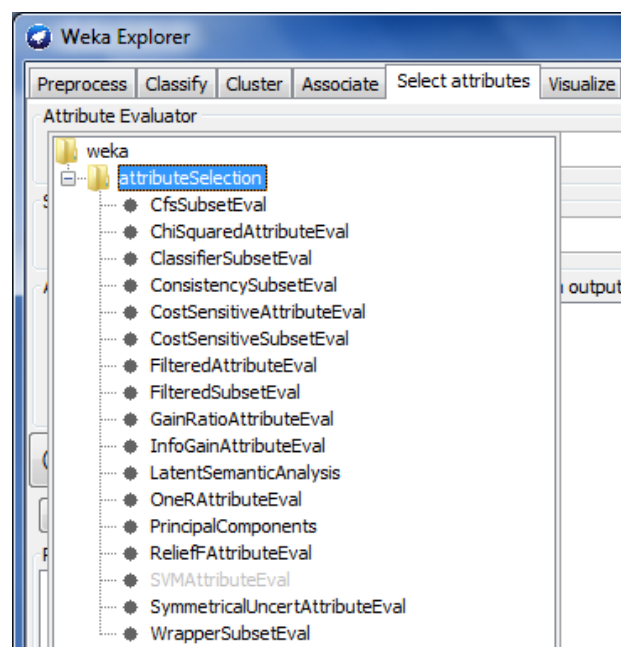 Weka Explorer
Preprocess Classify Cluster Associate Select attributes Visualize
Attribute Evaluator
weka
attributeSelection
CfsSubsetEval
ChiSquaredAttributeEval
ClassifierSubsetEval
ConsistencySubsetEval
output
CostSensitiveAttributeEval
CostSensitiveSubsetEval
FilteredAttributeEval
FilteredSubsetEval
GainRatioAttributeEval
InfoGainAttributeEval
LatentSemanticAnalysis
OneRAttributeEval
PrincipalComponents
ReliefFAttributeEval
SVMAttributeEval
SymmetricalUncertAttributeEval
WrapperSubsetEval